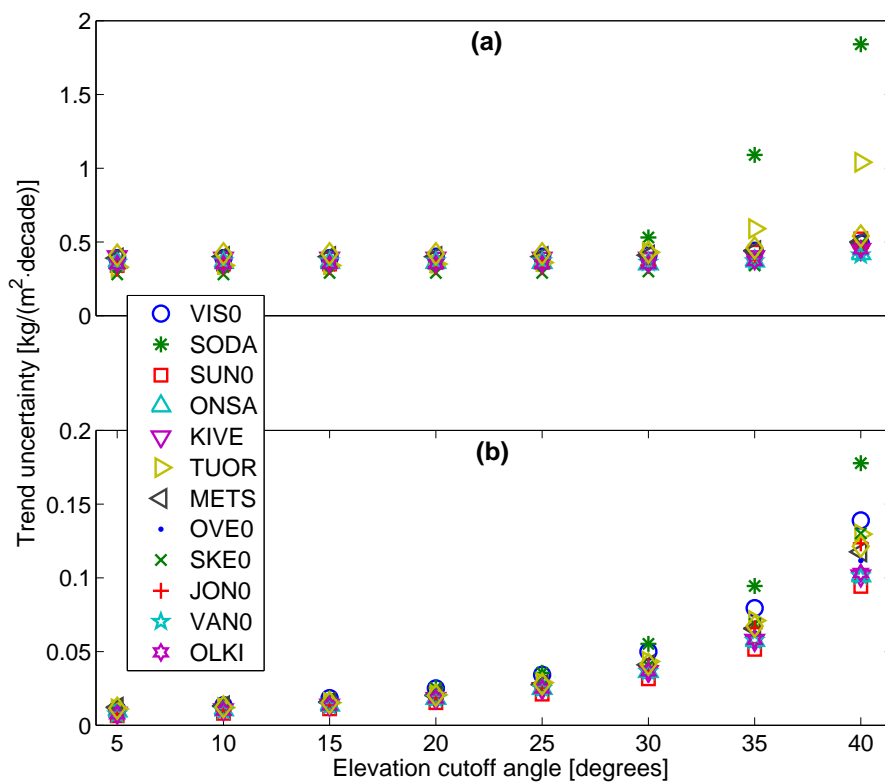 (a)
2
1.5
1
0.5
0
Trend uncertainty [kg/(m²·decade)]
VIS0
SODA
SUN0
ONSA
KIVE
TUOR
METS
OVE0
SKE0
JON0
VAN0
OLKI
(b)
0.2
0.15
0.1
0.05
0
5 10 15 20 25 30 35 40
Elevation cutoff angle [degrees]